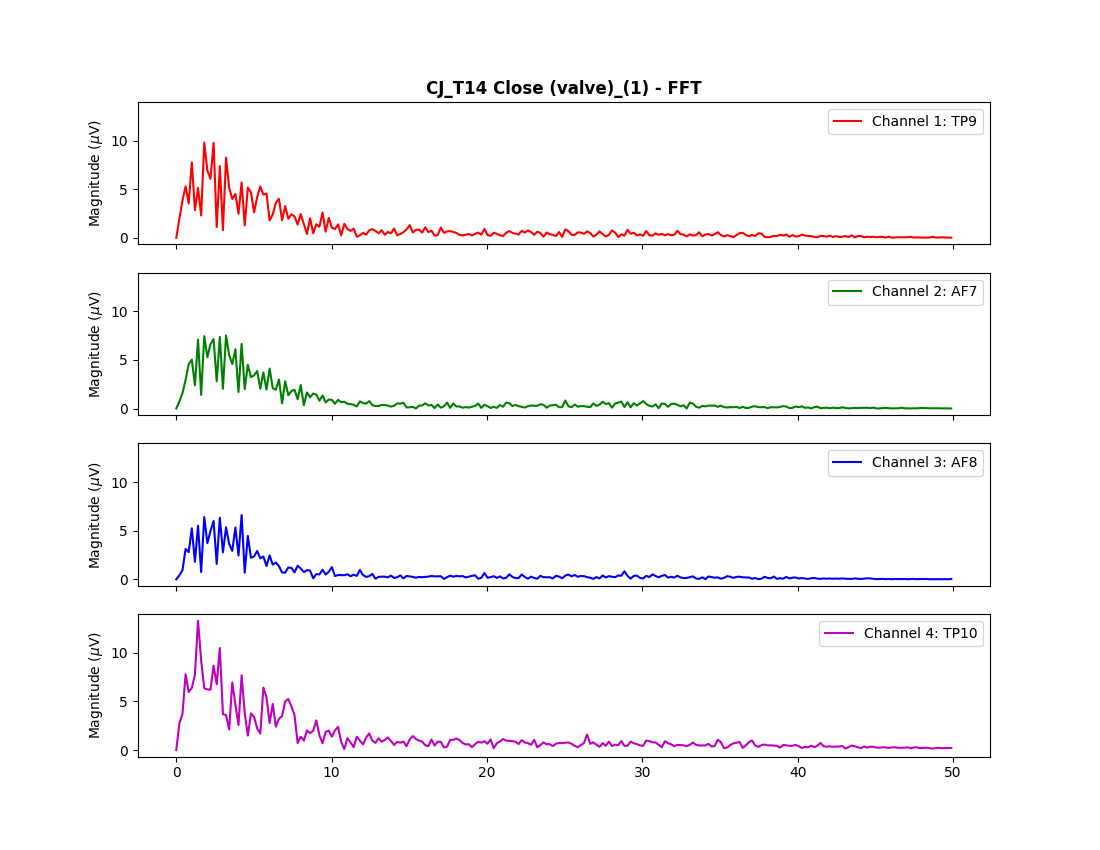 CJ_T14 Close (valve)_(1) - FFT
Magnitude (μV)
10
5
0
Channel 1: TP9
Magnitude (μV)
10
5
0
Channel 2: AF7
Magnitude (μV)
10
5
0
Channel 3: AF8
Magnitude (μV)
10
5
0
Channel 4: TP10
0 10 20 30 40 50